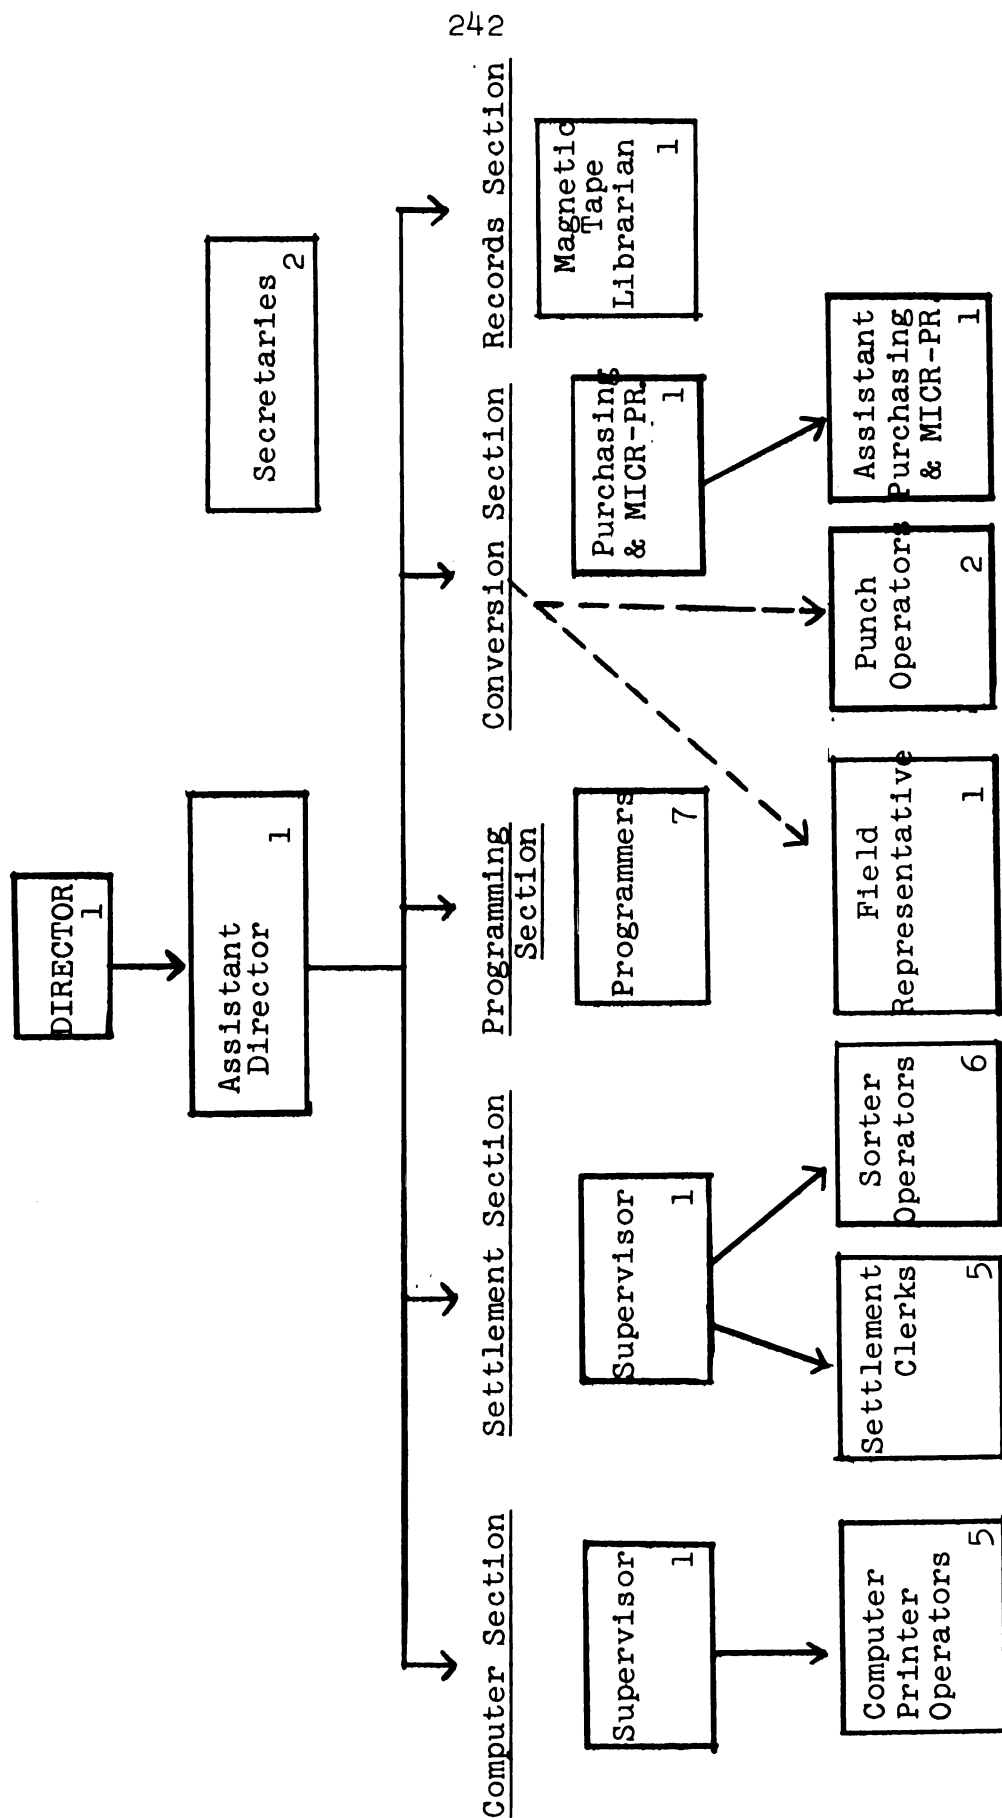 242
DIRECTOR
1
Assistant
Director
1
Secretaries
2
Computer Section
Settlement Section
Programming
Section
Conversion Section
Records Section
Supervisor
1
Supervisor
1
Programmers
7
Purchasing
& MICR-PR.
1
Magnetic
Tape
Librarian
1
Computer
Printer
Operators
5
Settlement
Clerks
5
Sorter
Operators
6
Field
Representative
1
Punch
Operators
2
Assistant
Purchasing
& MICR-PR.
1